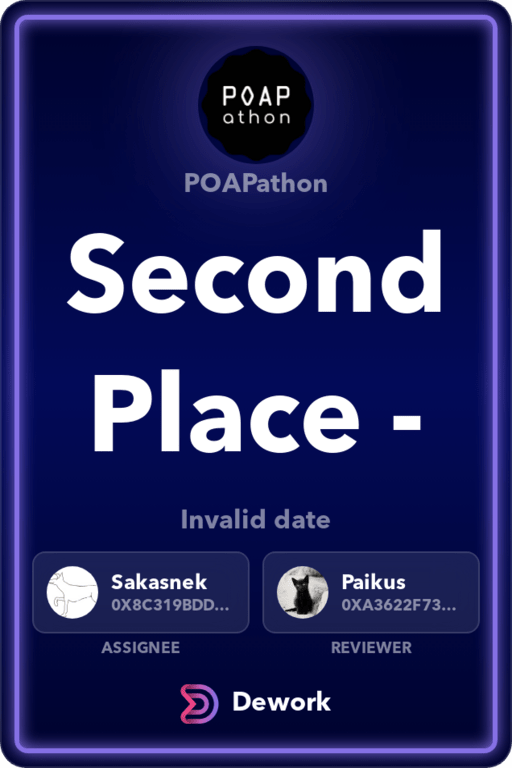 POAP
athon
POAPathon
Second
Place -
Invalid date
Sakasnek
0X8C319BDD...
Paikus
0XA3622F73...
ASSIGNEE
REVIEWER
Dework